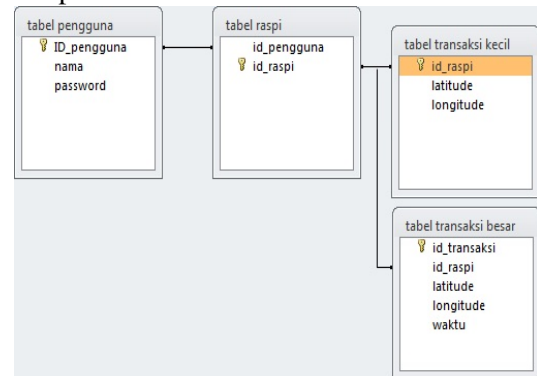 tabel pengguna
ID_pengguna
nama
password
tabel raspi
id_pengguna
id_raspi
tabel transaksi kecil
id_raspi
latitude
longitude
tabel transaksi besar
id_transaksi
id_raspi
latitude
longitude
waktu